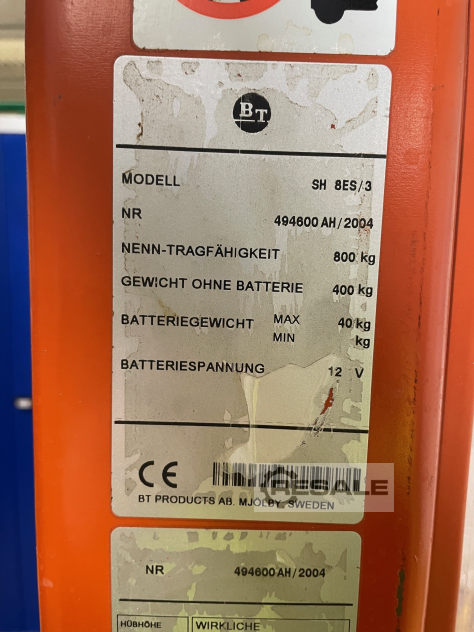 BT
MODELL SH 8ES/3
NR 494600 AH/2004
NENN-TRAGFÄHIGKEIT 800 kg
GEWICHT OHNE BATTERIE 400 kg
BATTERIEGEWICHT MAX 40 kg
MIN kg
BATTERIESPANNUNG 12 V
CE
RESALE
BT PRODUCTS AB. MJÖLBY. SWEDEN
NR 494600 AH/2004
HUBHÖHE WIRKLICHE